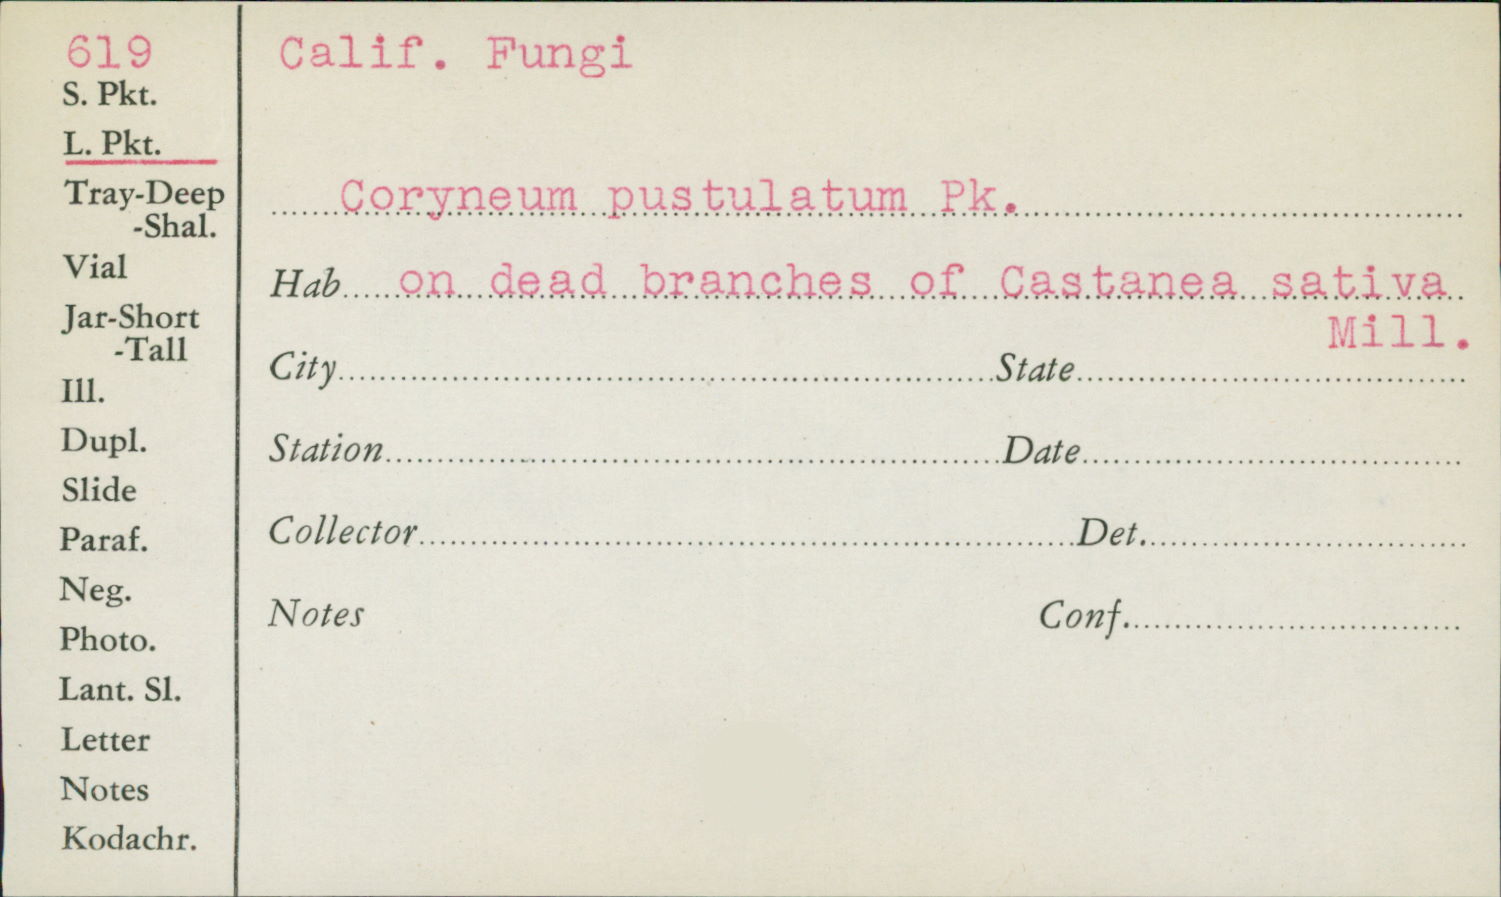 619
S. Pkt.
L. Pkt.
Tray-Deep
-Shal.
Vial
Jar-Short
-Tall
Ill.
Dupl.
Slide
Paraf.
Neg.
Photo.
Lant. Sl.
Letter
Notes
Kodachr.
Calif. Fungi
Coryneum pustulatum Pk.
Hab. on dead branches of Castanea sativa
Mill.
City State
Station Date
Collector Det.
Notes Conf.